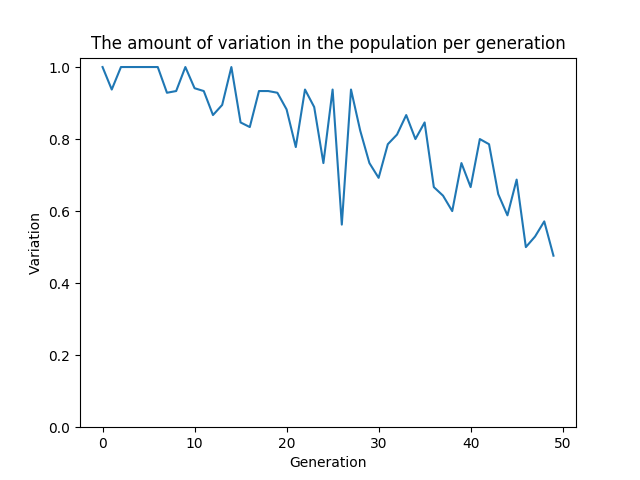 The amount of variation in the population per generation
1.0
0.8
0.6
0.4
0.2
0.0
Variation
0 10 20 30 40 50
Generation